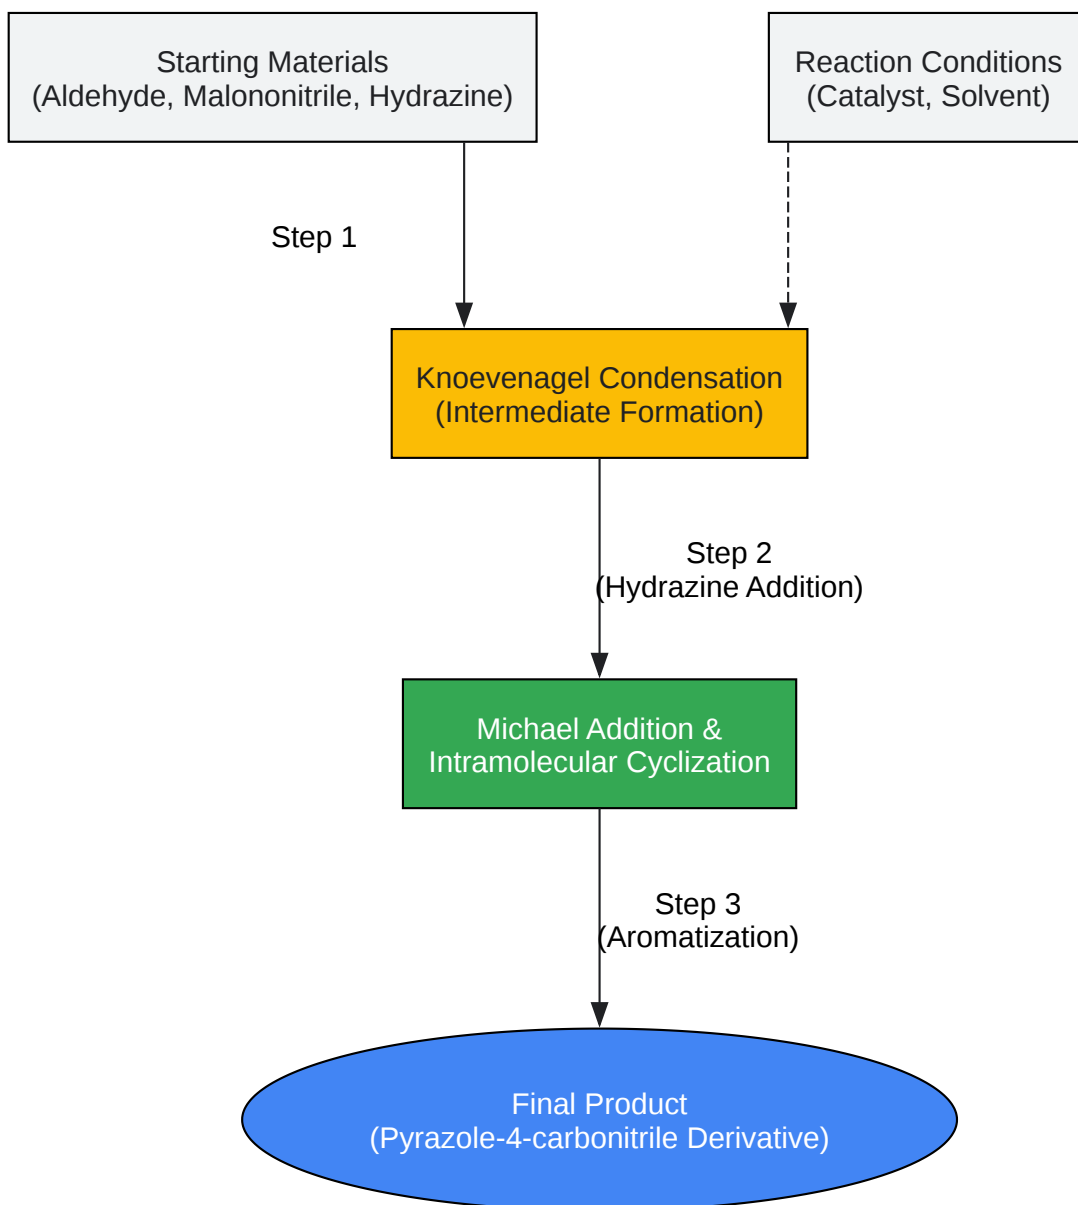 Starting Materials
(Aldehyde, Malononitrile, Hydrazine)
Reaction Conditions
(Catalyst, Solvent)
Step 1
Knoevenagel Condensation
(Intermediate Formation)
Step 2
(Hydrazine Addition)
Michael Addition &
Intramolecular Cyclization
Step 3
(Aromatization)
Final Product
(Pyrazole-4-carbonitrile Derivative)